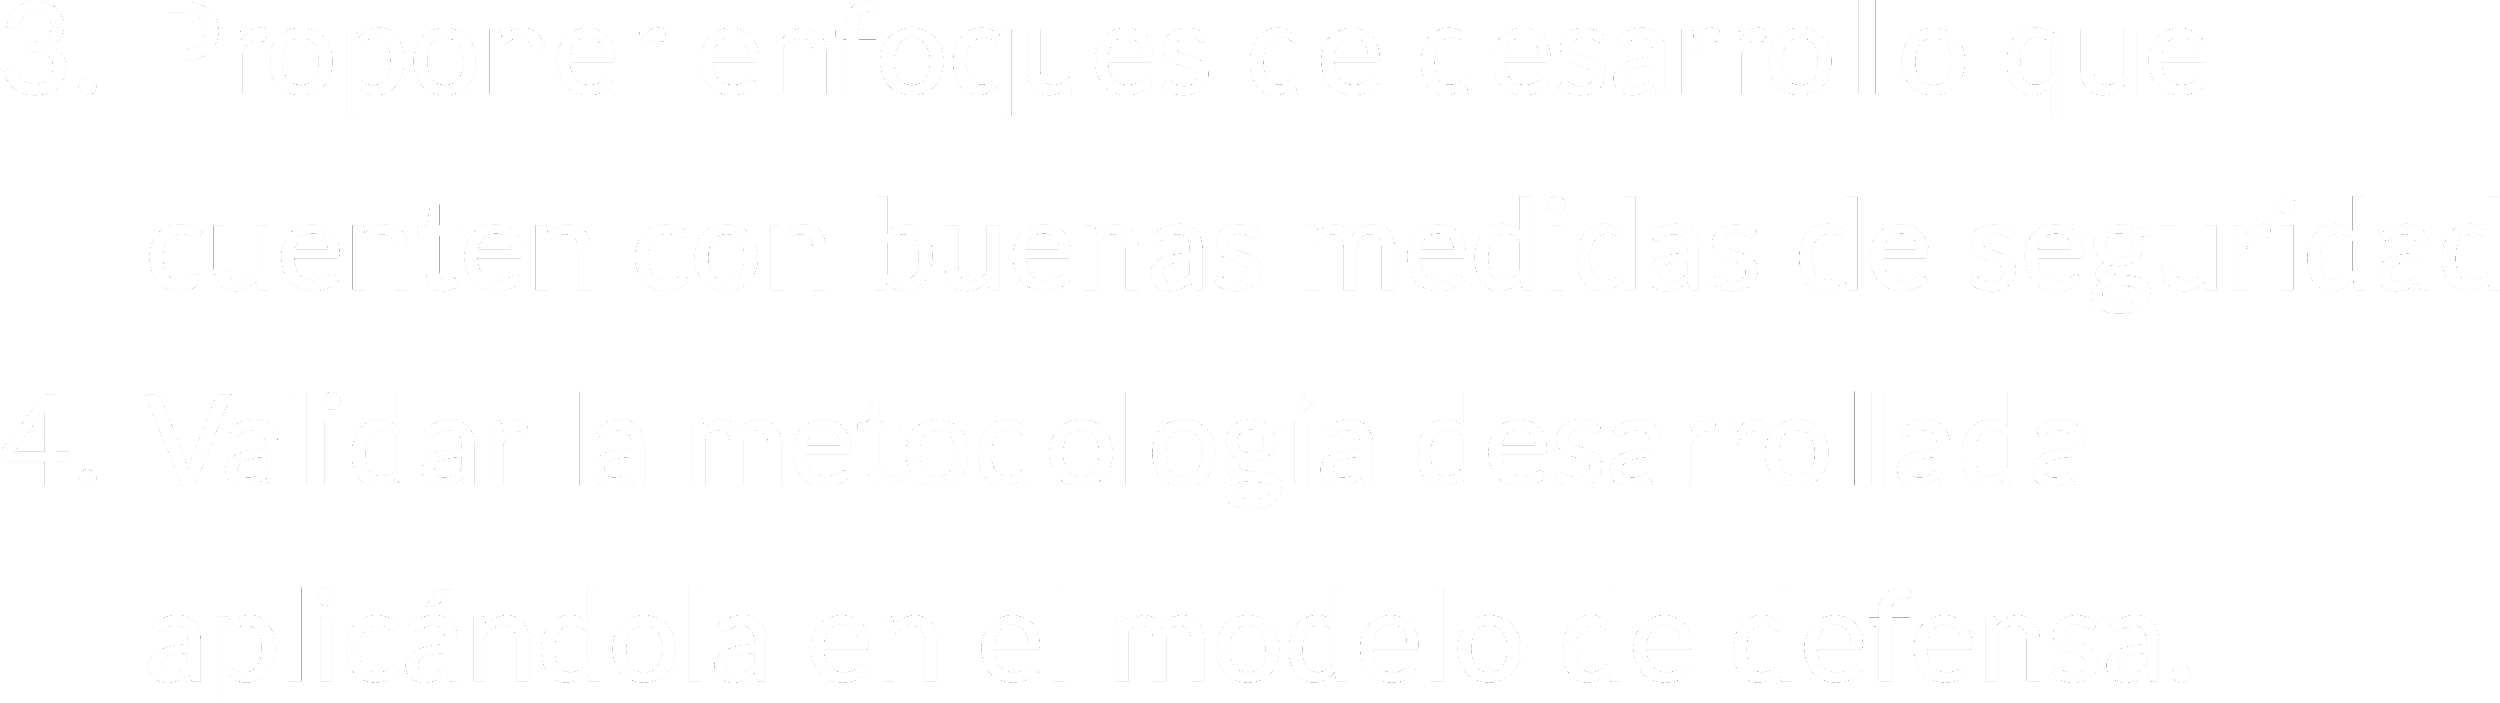 3. Proponer enfoques de desarrollo que
cuenten con buenas medidas de seguridad
4. Validar la metodología desarrollada
aplicándola en el modelo de defensa.